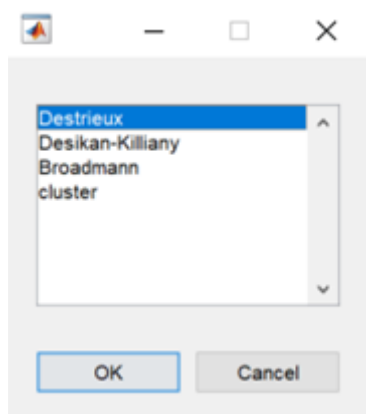 Destrieux
Desikan-Killiany
Broadmann
cluster
OK Cancel